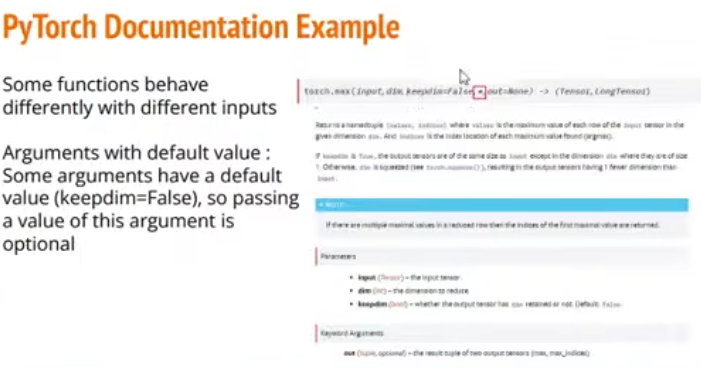 PyTorch Documentation Example
Some functions behave
differently with different inputs
Arguments with default value :
Some arguments have a default
value (keepdim=False), so passing
a value of this argument is
optional
torch.max(input, dim, keepdim=False, *, out=None) -> (Tensor, LongTensor)
Returns a namedtuple (values, indices) where values is the maximum value of each row of the input tensor in the
given dimension dim. And indices is the index location of each maximum value found (argmax).
If keepdim is True, the output tensors are of the same size as input except in the dimension dim where they are of size
1. Otherwise, dim is squeezed (see torch.squeeze()), resulting in the output tensors having 1 fewer dimension than
input.
If there are multiple maximal values in a reduced row then the indices of the first maximal value are returned.
Parameters
• input (Tensor) – the input tensor.
• dim (int) – the dimension to reduce.
• keepdim (bool) – whether the output tensor has dim retained or not. Default: False.
Keyword Arguments
out (tuple, optional) – the result tuple of two output tensors (max, max_indices)